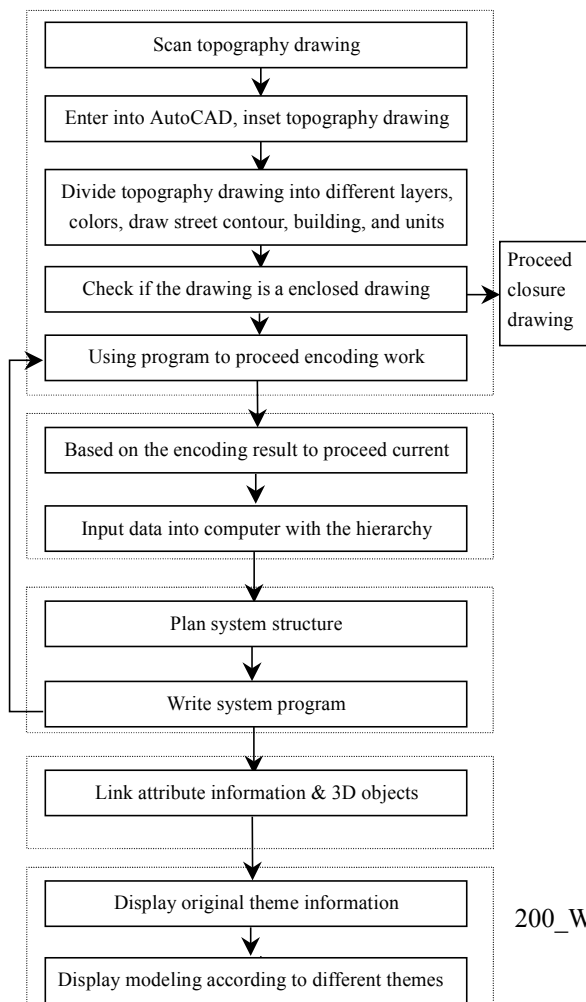 Scan topography drawing
Enter into AutoCAD, inset topography drawing
Divide topography drawing into different layers,
colors, draw street contour, building, and units
Check if the drawing is a enclosed drawing
Proceed
closure
drawing
Using program to proceed encoding work
Based on the encoding result to proceed current
Input data into computer with the hierarchy
Plan system structure
Write system program
Link attribute information & 3D objects
Display original theme information
200_W
Display modeling according to different themes